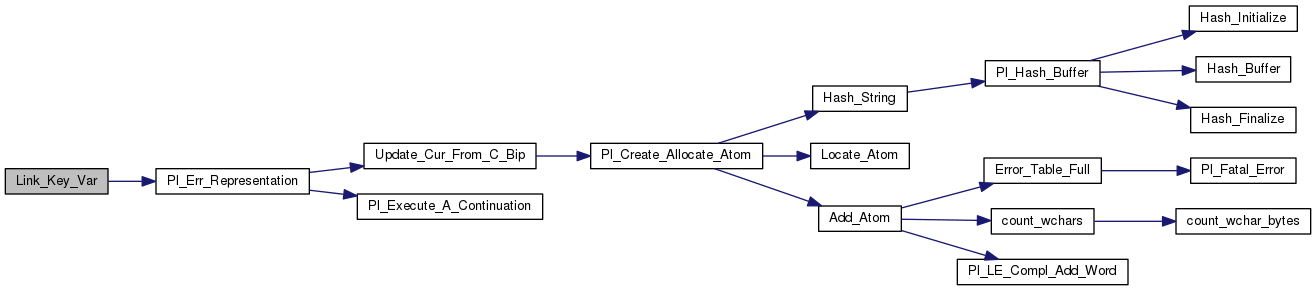 Link_Key_Var
Pl_Err_Representation
Update_Cur_From_C_Bip
Pl_Execute_A_Continuation
Pl_Create_Allocate_Atom
Hash_String
Locate_Atom
Add_Atom
Pl_Hash_Buffer
Error_Table_Full
count_wchars
Pl_LE_Compl_Add_Word
Hash_Initialize
Hash_Buffer
Hash_Finalize
Pl_Fatal_Error
count_wchar_bytes